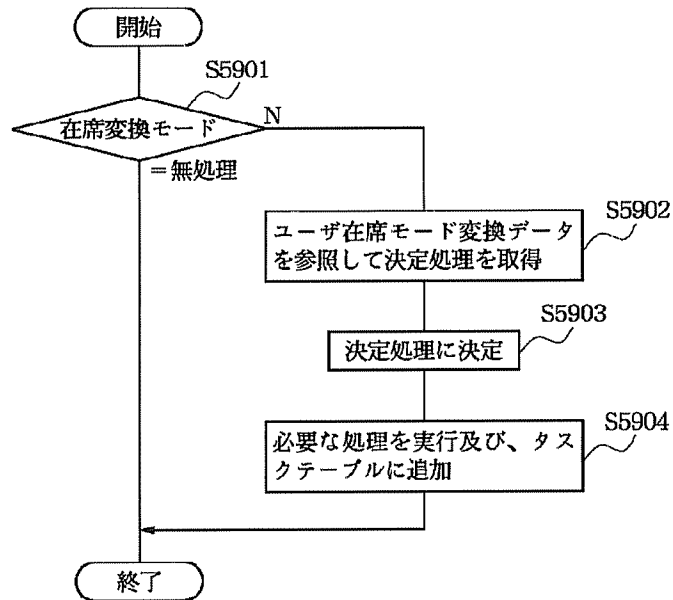 開始
S5901
在席変換モード
N
＝無処理
S5902
ユーザ在席モード変換データ
を参照して決定処理を取得
S5903
決定処理に決定
S5904
必要な処理を実行及び、タス
クテーブルに追加
終了